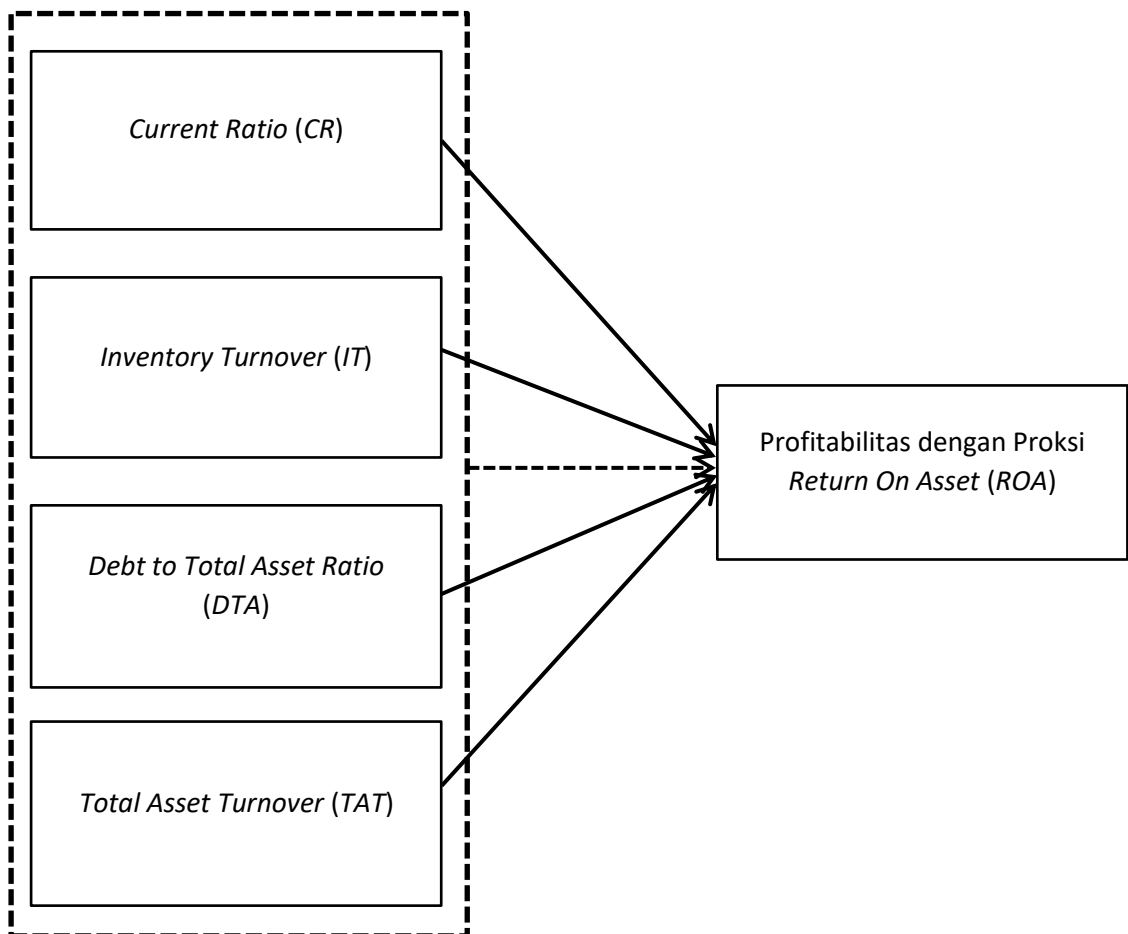 Current Ratio (CR)
Inventory Turnover (IT)
Debt to Total Asset Ratio
(DTA)
Total Asset Turnover (TAT)
Profitabilitas dengan Proksi
Return On Asset (ROA)